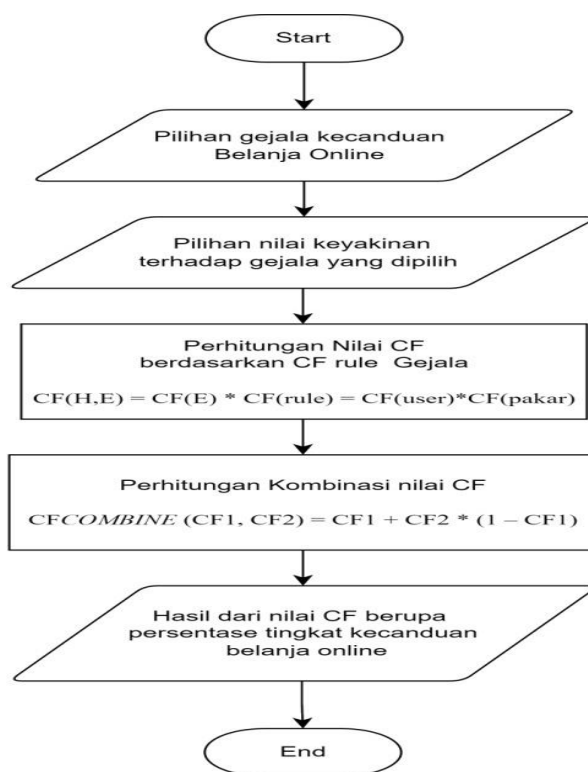 Start
Pilihan gejala kecanduan
Belanja Online
Pilihan nilai keyakinan
terhadap gejala yang dipilih
Perhitungan Nilai CF
berdasarkan CF rule Gejala
CF(H,E) = CF(E) * CF(rule) = CF(user)*CF(pakar)
Perhitungan Kombinasi nilai CF
CFCOMBINE (CF1, CF2) = CF1 + CF2 * (1 – CF1)
Hasil dari nilai CF berupa
persentase tingkat kecanduan
belanja online
End